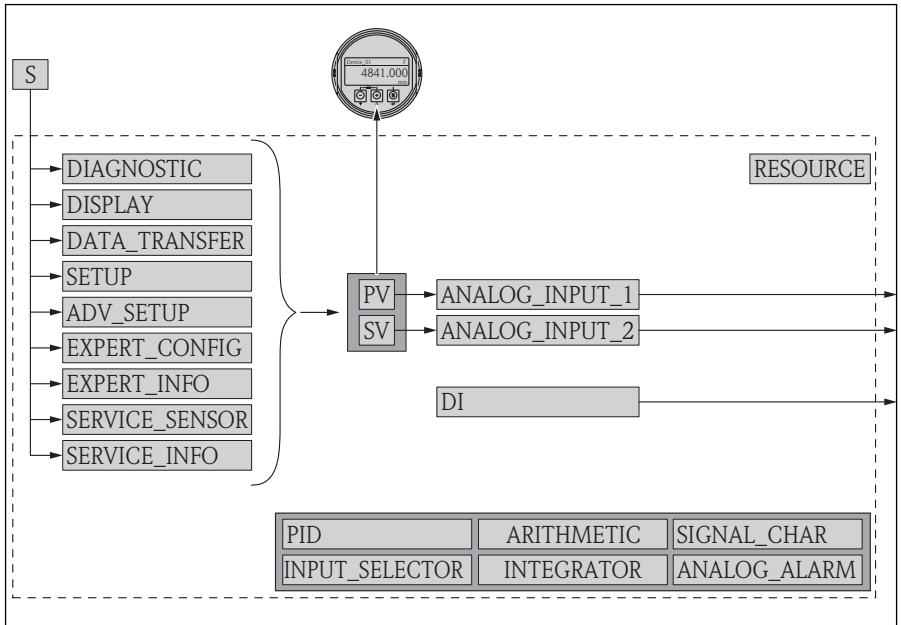 Device_01 F
4841.000
mm
S
DIAGNOSTIC
RESOURCE
DISPLAY
DATA_TRANSFER
SETUP
PV
ANALOG_INPUT_1
ADV_SETUP
SV
ANALOG_INPUT_2
EXPERT_CONFIG
EXPERT_INFO
DI
SERVICE_SENSOR
SERVICE_INFO
PID
ARITHMETIC
SIGNAL_CHAR
INPUT_SELECTOR
INTEGRATOR
ANALOG_ALARM